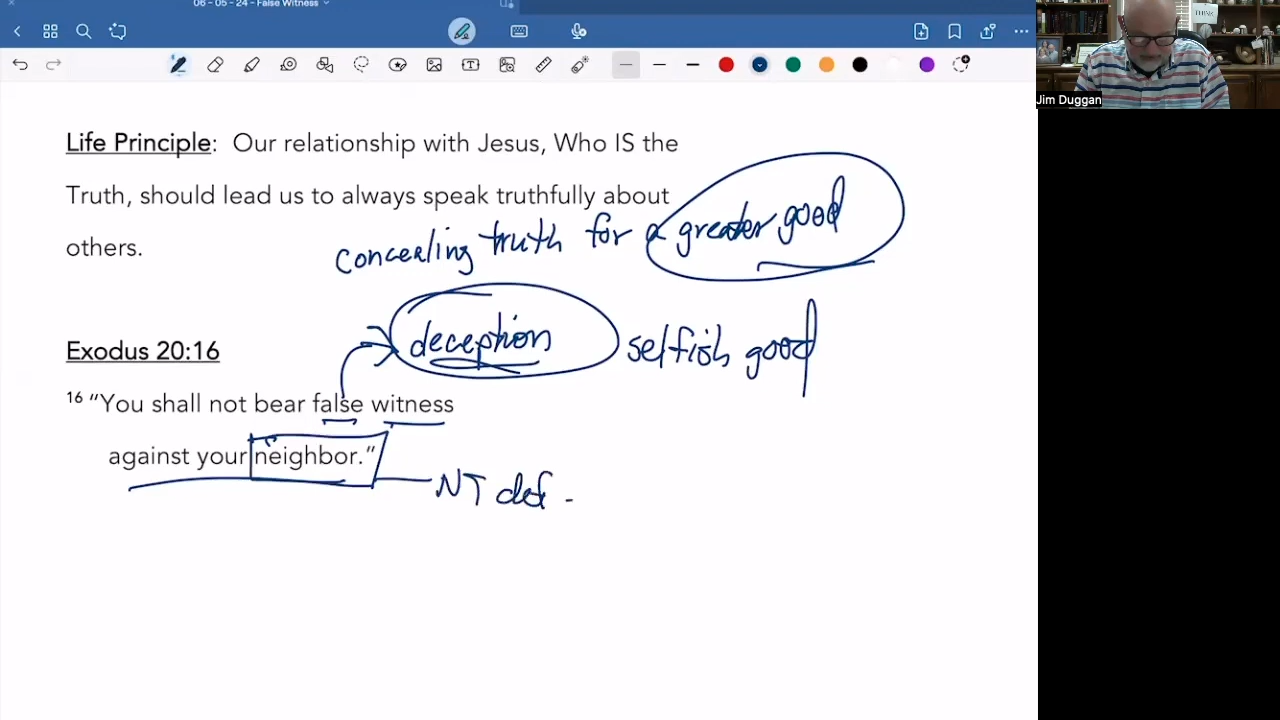 06 - 05 - 24 - False Witness
THINK
Jim Duggan
Life Principle: Our relationship with Jesus, Who IS the
Truth, should lead us to always speak truthfully about
others.
concealing truth for a greater good
deception selfish good
Exodus 20:16
16 "You shall not bear false witness
against your neighbor."
NT def -